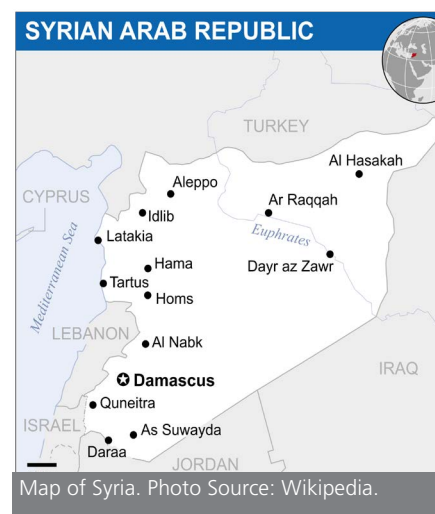 SYRIAN ARAB REPUBLIC
TURKEY
Al Hasakah
Aleppo
CYPRUS
Ar Raqqah
Idlib
Euphrates
Latakia
Mediterranean Sea
Hama
Dayr az Zawr
Tartus
Homs
LEBANON
Al Nabk
IRAQ
Damascus
Quneitra
ISRAEL
As Suwayda
Daraa
JORDAN
Map of Syria. Photo Source: Wikipedia.